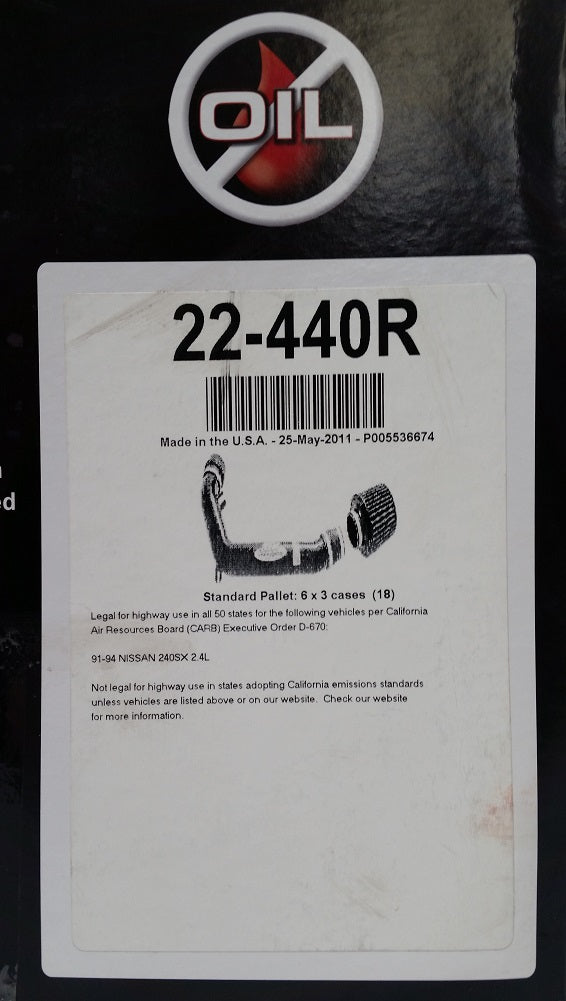 OIL
22-440R
Made in the U.S.A. - 25-May-2011 - P005536674
ed
Standard Pallet: 6 x 3 cases (18)
Legal for highway use in all 50 states for the following vehicles per California
Air Resources Board (CARB) Executive Order D-670:
91-94 NISSAN 240SX 2.4L
Not legal for highway use in states adopting California emissions standards
unless vehicles are listed above or on our website. Check our website
for more information.